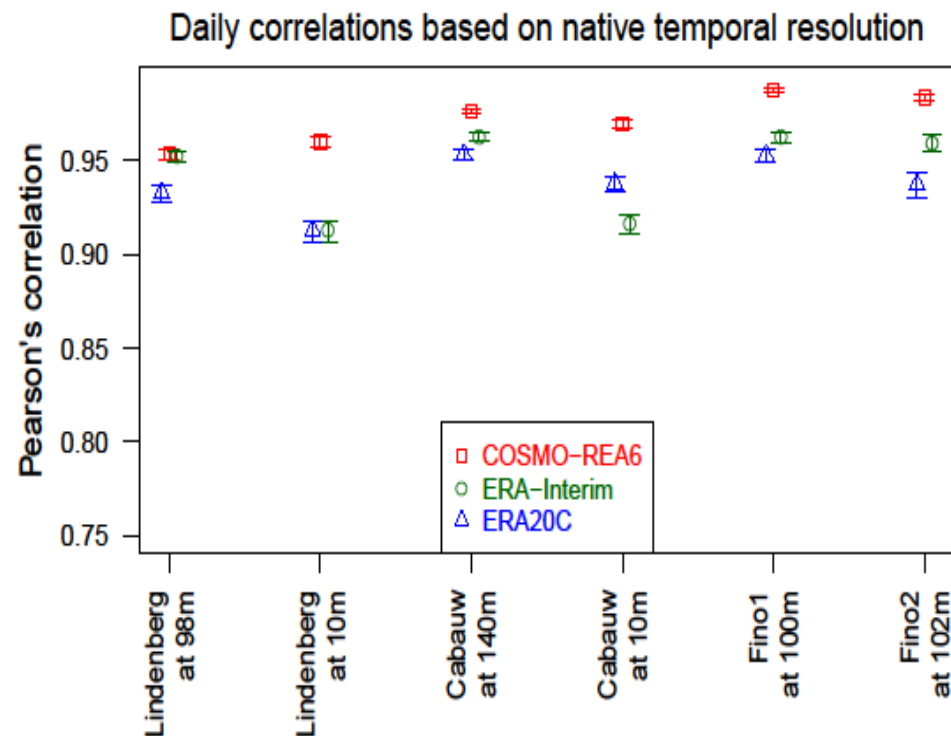 Daily correlations based on native temporal resolution
Pearson's correlation
0.95
0.90
0.85
0.80
0.75
COSMO−REA6
ERA−Interim
ERA20C
Lindenberg
at 98m
Lindenberg
at 10m
Cabauw
at 140m
Cabauw
at 10m
Fino1
at 100m
Fino2
at 102m